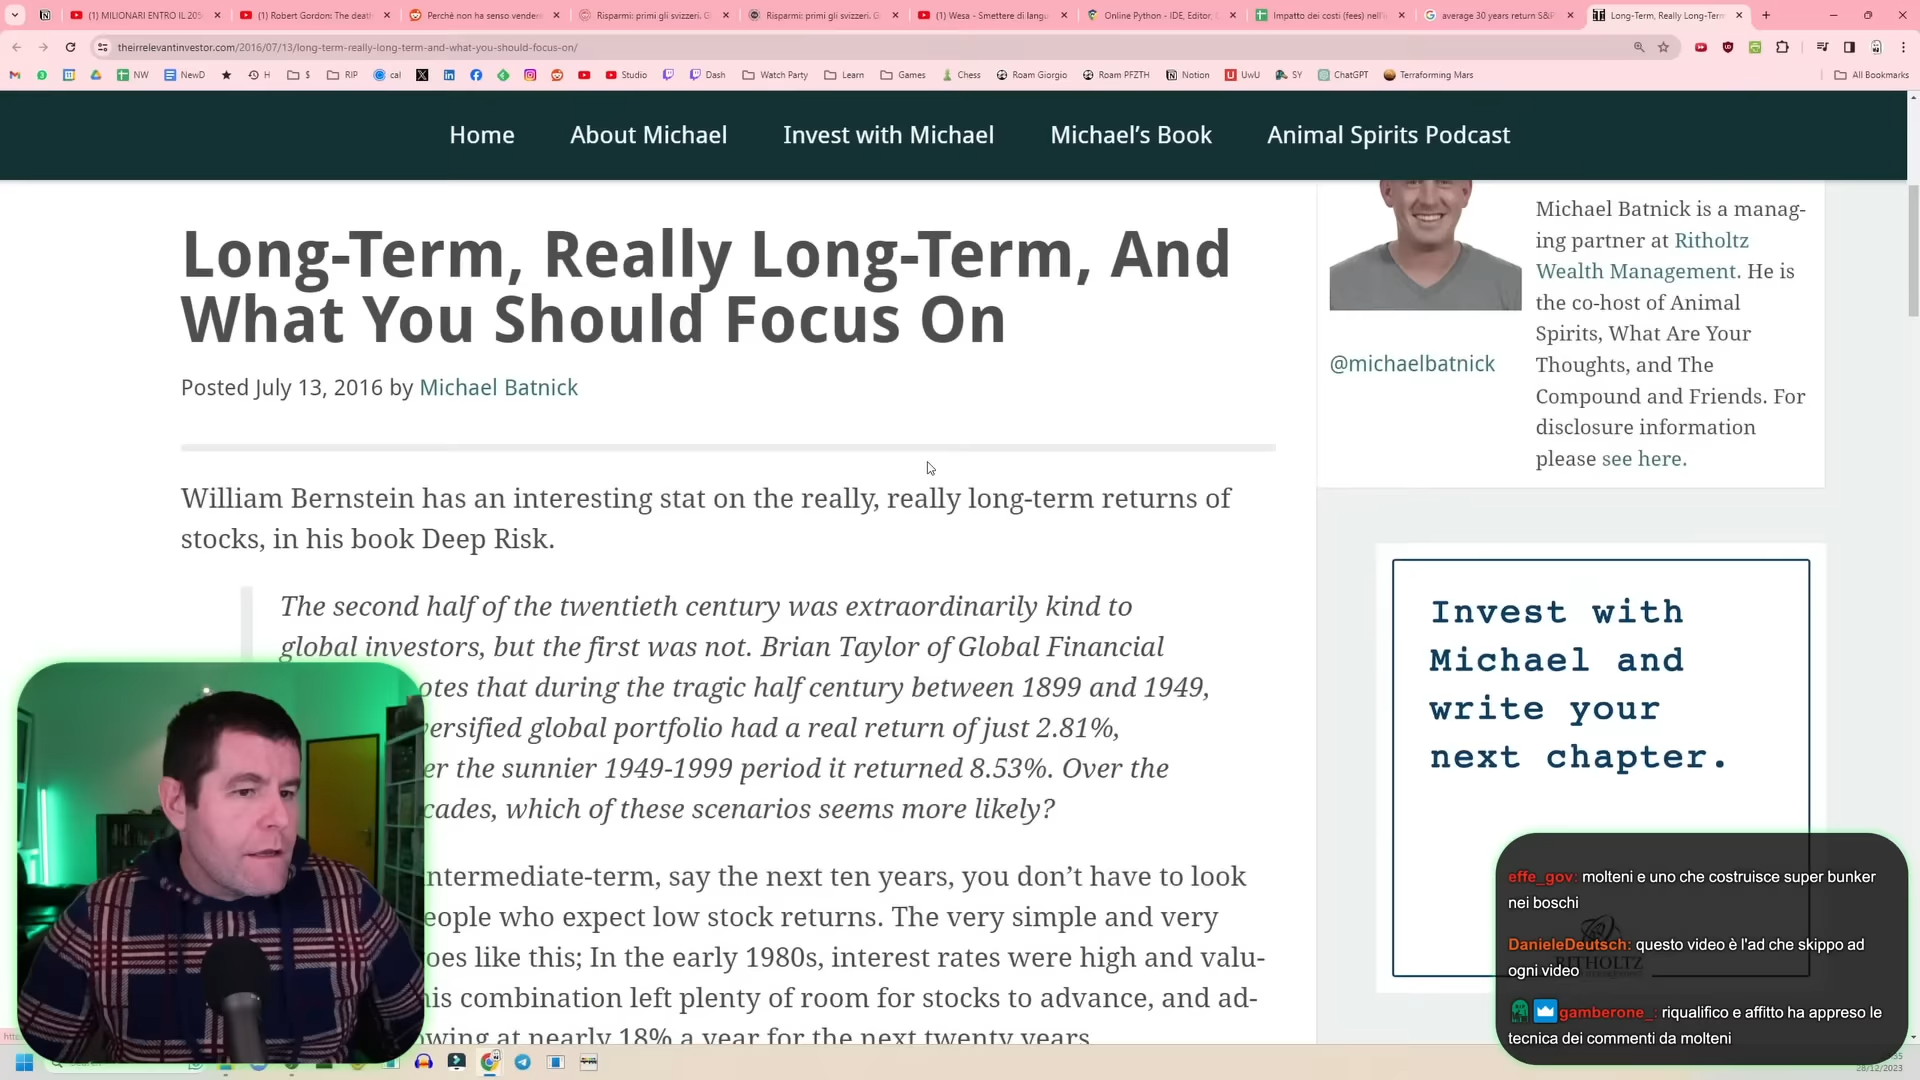 (1) MILIONARI ENTRO IL 205
(1) Robert Gordon: The death
Perché non ha senso vender
Risparmi: primi gli svizzeri. G
Risparmi: primi gli svizzeri. G
(1) Wesa - Smettere di langu
Online Python - IDE, Editor, C
Impatto dei costi (fees) nell'e
average 30 years return S&P
Long-Term, Really Long-Term
theirrelevantinvestor.com/2016/07/13/long-term-really-long-term-and-what-you-should-focus-on/
NW
NewD
H
$
RIP
cal
Studio
Dash
Watch Party
Learn
Games
Chess
Roam Giorgio
Roam PFZTH
Notion
UwU
SY
ChatGPT
Terraforming Mars
All Bookmarks
Home
About Michael
Invest with Michael
Michael's Book
Animal Spirits Podcast
Long-Term, Really Long-Term, And
What You Should Focus On
Posted July 13, 2016 by Michael Batnick
William Bernstein has an interesting stat on the really, really long-term returns of
stocks, in his book Deep Risk.
The second half of the twentieth century was extraordinarily kind to
global investors, but the first was not. Brian Taylor of Global Financial
otes that during the tragic half century between 1899 and 1949,
versified global portfolio had a real return of just 2.81%,
er the sunnier 1949-1999 period it returned 8.53%. Over the
cades, which of these scenarios seems more likely?
ntermediate-term, say the next ten years, you don't have to look
eople who expect low stock returns. The very simple and very
oes like this; In the early 1980s, interest rates were high and valu-
his combination left plenty of room for stocks to advance, and ad-
owing at nearly 18% a year for the next twenty years.
@michaelbatnick
Michael Batnick is a manag-
ing partner at Ritholtz
Wealth Management. He is
the co-host of Animal
Spirits, What Are Your
Thoughts, and The
Compound and Friends. For
disclosure information
please see here.
Invest with
Michael and
write your
next chapter.
RITHOLTZ
effe_gov: molteni e uno che costruisce super bunker
nei boschi
DanieleDeutsch: questo video è l'ad che skippo ad
ogni video
gamberone_: riqualifico e affitto ha appreso le
tecnica dei commenti da molteni
28/12/2023